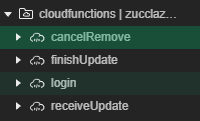 cloudfunctions | zucclaz...
cancelRemove
finishUpdate
login
receiveUpdate